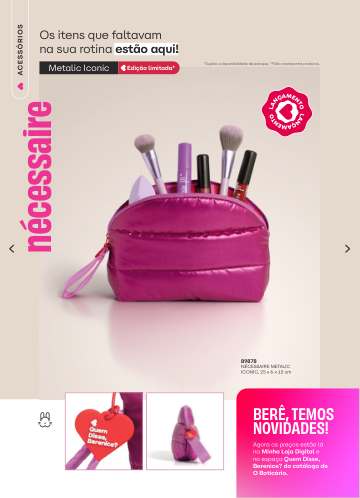 ACESSÓRIOS
Os itens que faltavam
na sua rotina estão aqui!
Metalic Iconic
Edição limitada*
LANÇAMENTO LANÇAMENTO
nécessaire
89878
NÉCESSAIRE METALIC
ICONIC, 23 x 6 x 15 cm
Quem
Disse,
Berenice?
BERÊ, TEMOS
NOVIDADES!
Agora os preços estão lá
na Minha Loja Digital e
no espaço Quem Disse,
Berenice? do catálogo de
O Boticário.